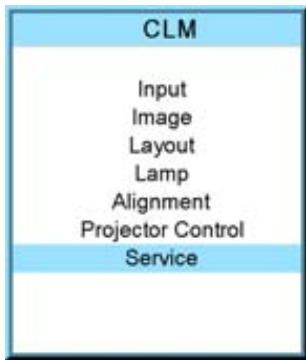 CLM
Input
Image
Layout
Lamp
Alignment
Projector Control
Service